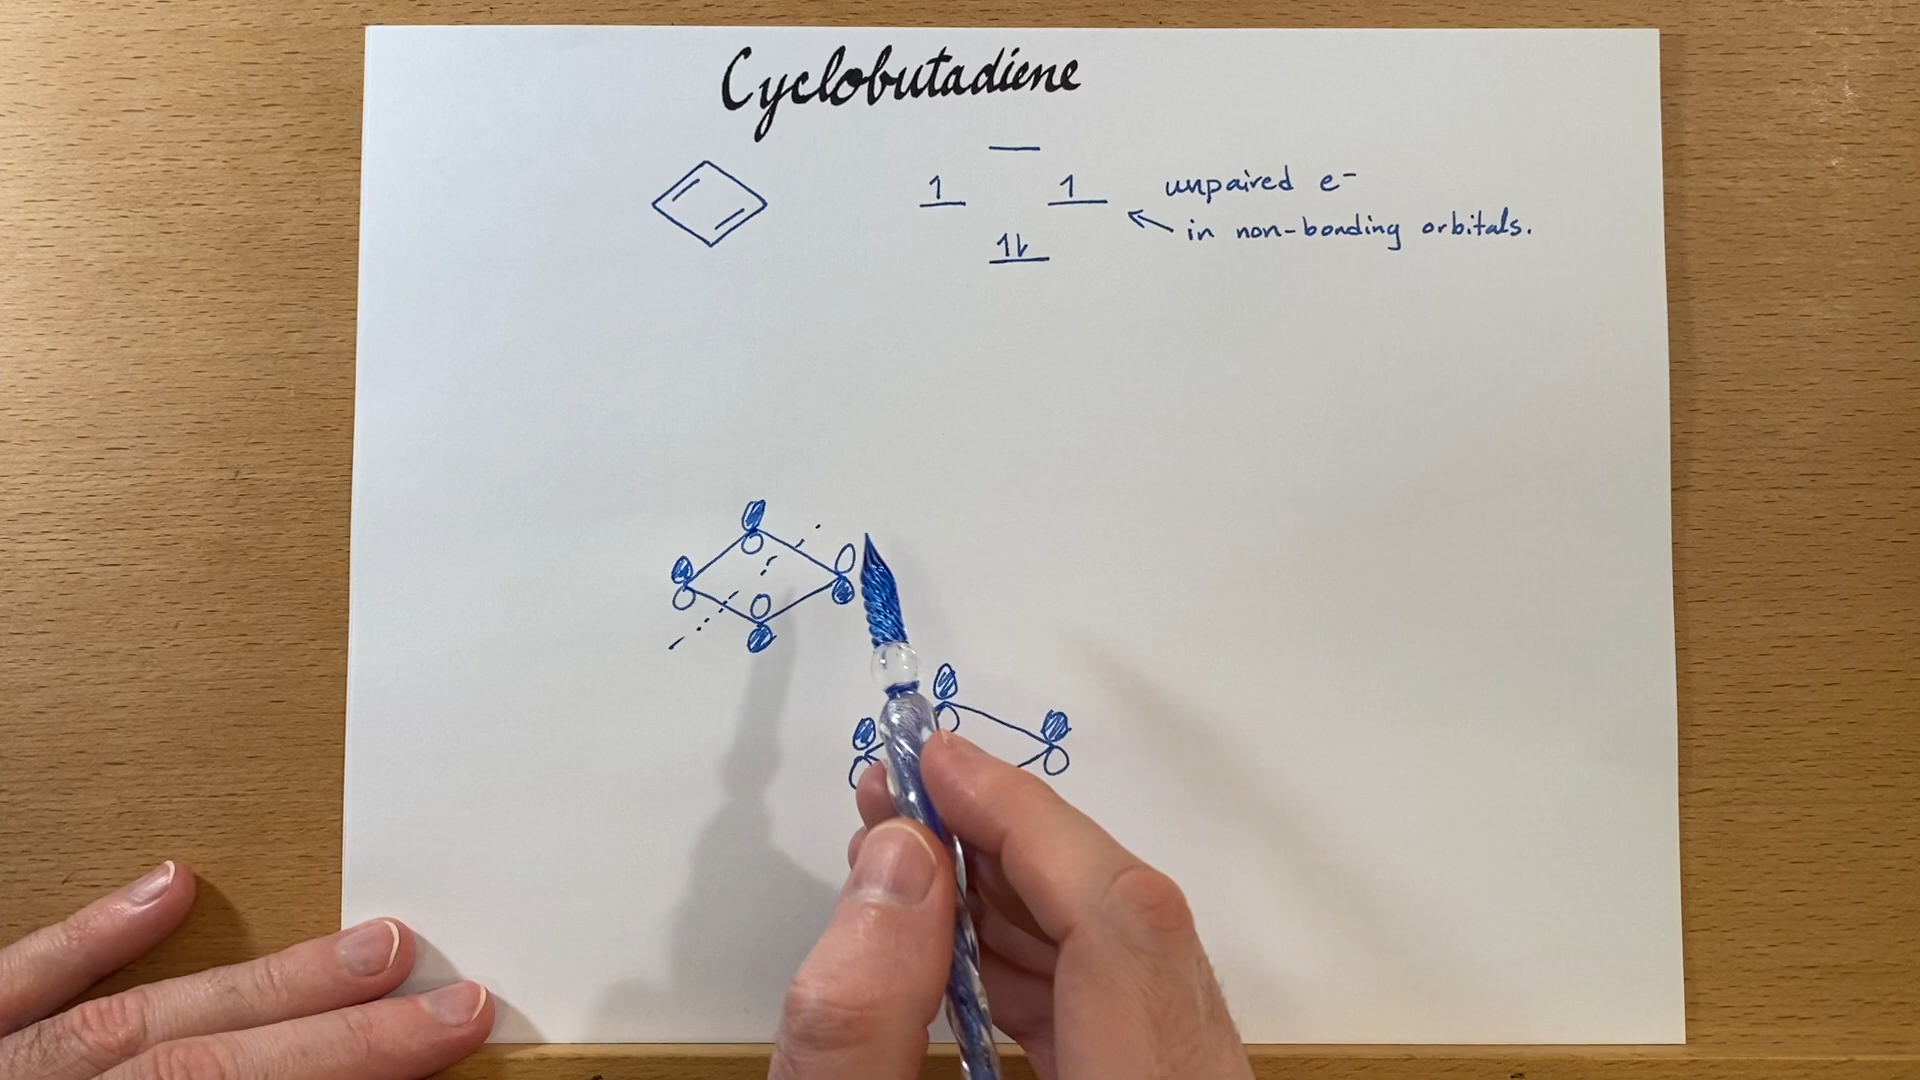 Cyclobutadiene
1 1 unpaired e-
in non-bonding orbitals.
1l